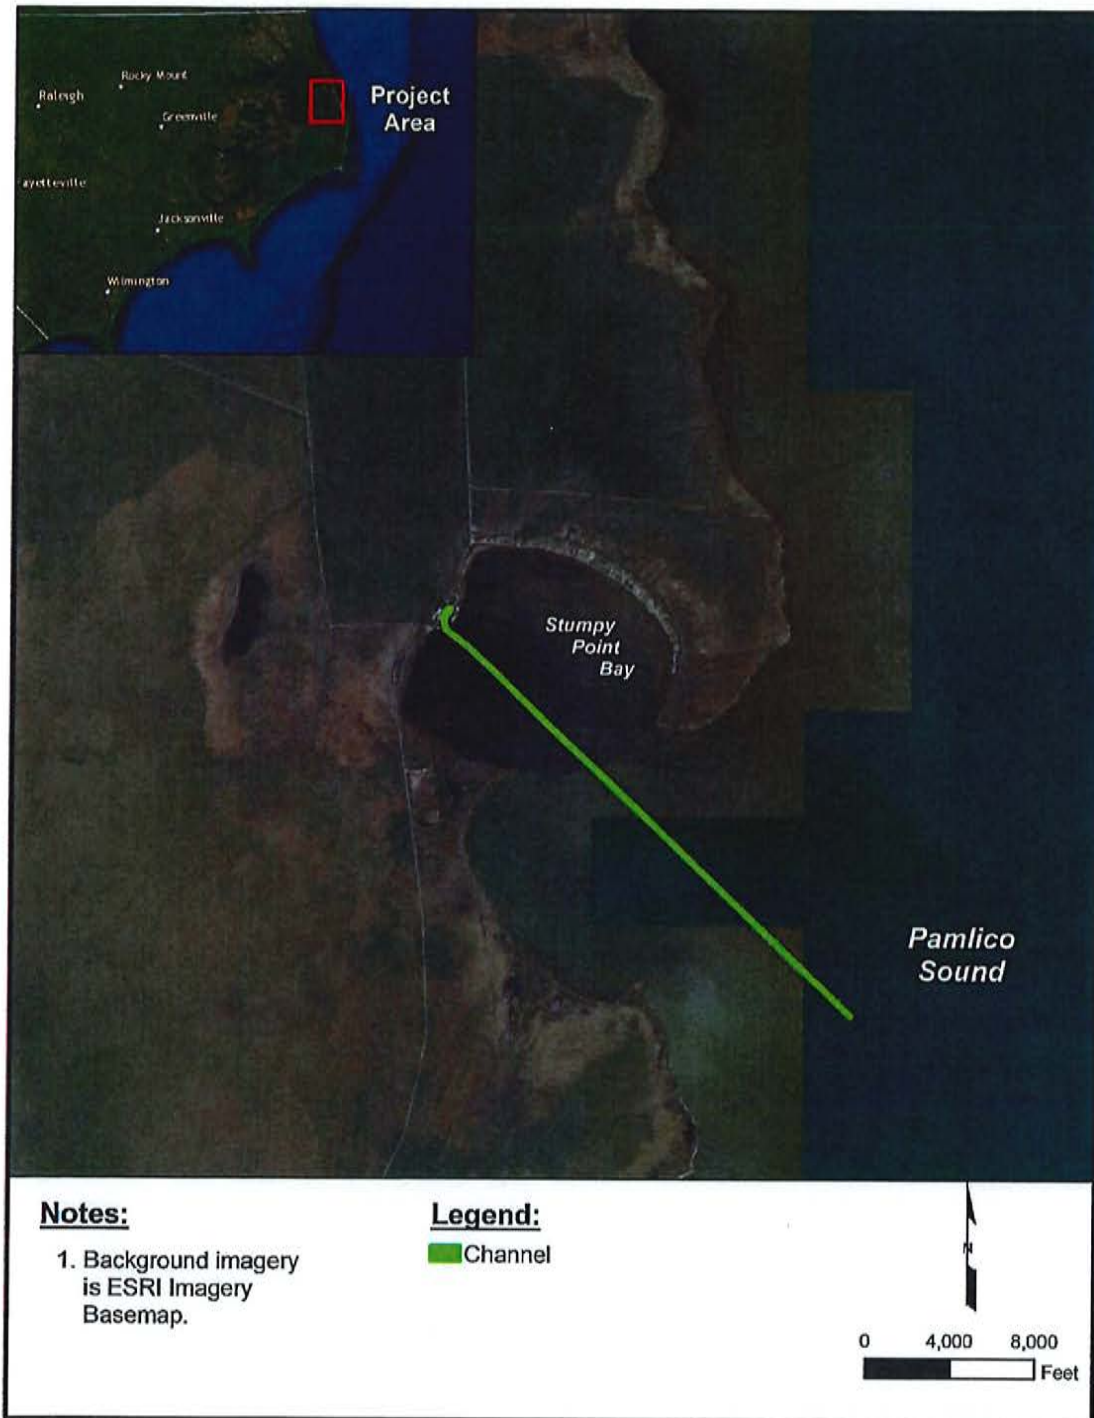 Raleigh
Rocky Mount
Greenville
Project
Area
ayetteville
Jacksonville
Wilmington
Stumpy
Point
Bay
Pamlico
Sound
Notes:
1. Background imagery
is ESRI Imagery
Basemap.
Legend:
Channel
N
0 4,000 8,000
Feet